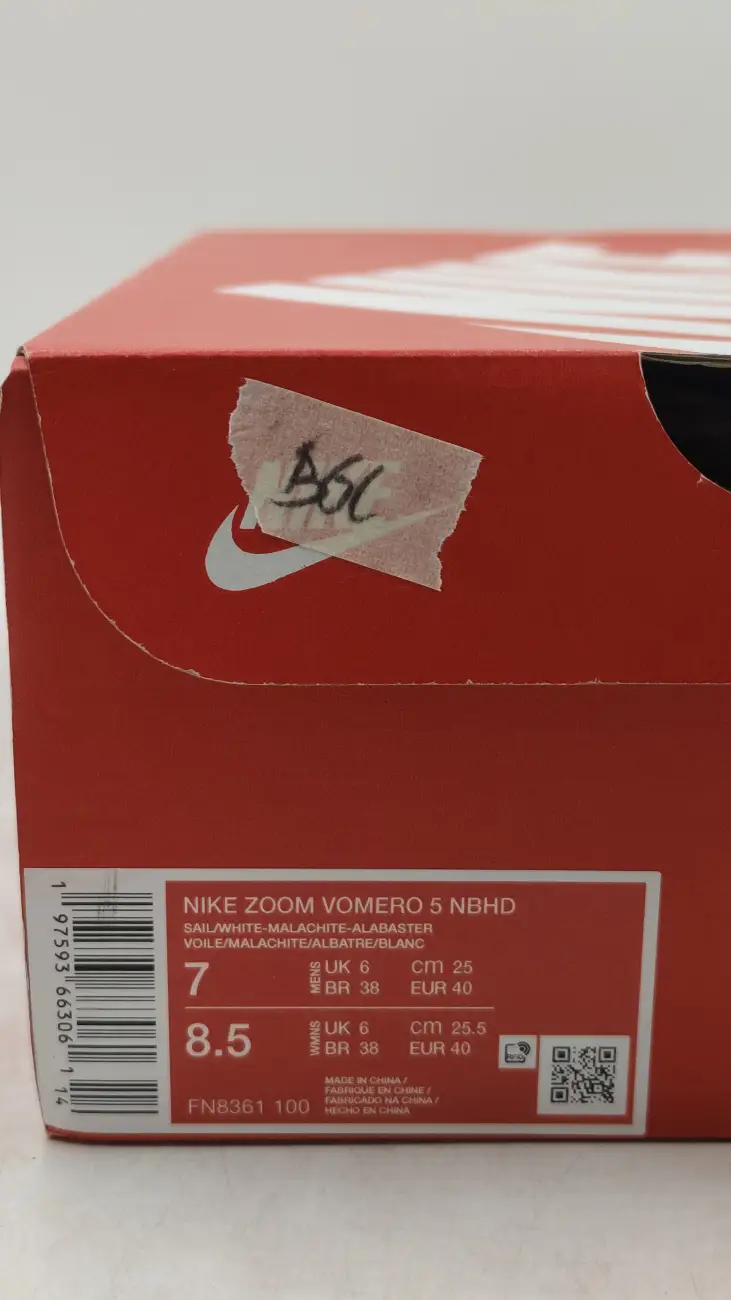 NIKE
BGC
1 97593 66306 1 14
NIKE ZOOM VOMERO 5 NBHD
SAIL/WHITE-MALACHITE-ALABASTER
VOILE/MALACHITE/ALBATRE/BLANC
7 MENS UK 6 cm 25
BR 38 EUR 40
8.5 WMNS UK 6 cm 25.5
BR 38 EUR 40
FN8361 100
MADE IN CHINA /
FABRIQUE EN CHINE /
FABRICADO NA CHINA /
HECHO EN CHINA